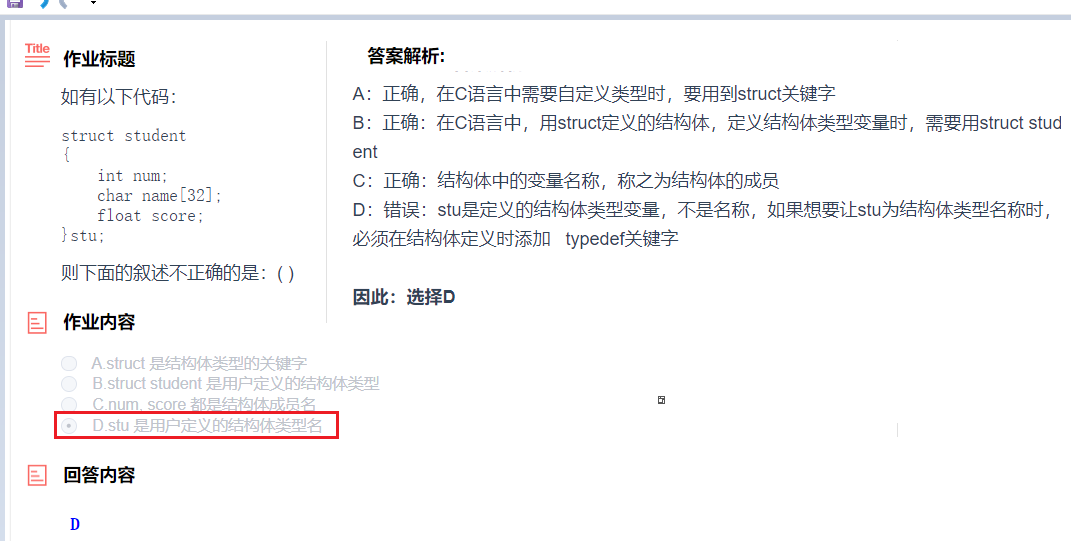 Title
作业标题
如有以下代码：
struct student
{
int num;
char name[32];
float score;
}stu;
则下面的叙述不正确的是：( )
作业内容
A.struct 是结构体类型的关键字
B.struct student 是用户定义的结构体类型
C.num, score 都是结构体成员名
D.stu 是用户定义的结构体类型名
回答内容
D
答案解析:
A：正确，在C语言中需要自定义类型时，要用到struct关键字
B：正确：在C语言中，用struct定义的结构体，定义结构体类型变量时，需要用struct stud
ent
C：正确：结构体中的变量名称，称之为结构体的成员
D：错误：stu是定义的结构体类型变量，不是名称，如果想要让stu为结构体类型名称时，
必须在结构体定义时添加 typedef关键字
因此：选择D